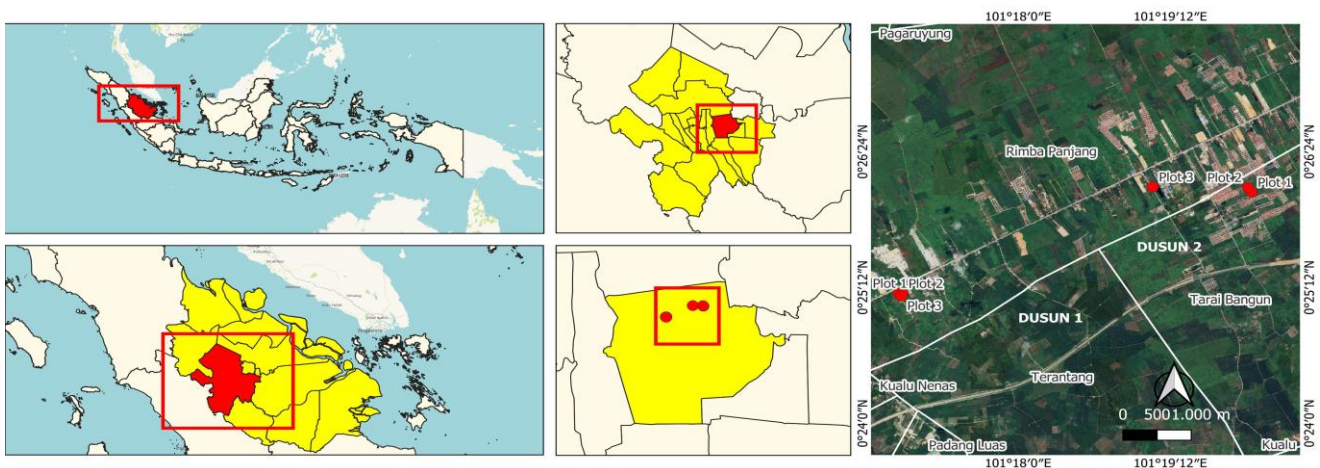 101°18'0"E
101°19'12"E
Pagaruyung
0°26'24"N
0°26'24"N
Rimba Panjang
Plot 3
Plot 2
Plot 1
DUSUN 2
0°25'12"N
0°25'12"N
Plot 1
Plot 2
Plot 3
Tarai Bangun
DUSUN 1
Terantang
Kualu Nenas
0 5001.000 m
0°24'0"N
0°24'0"N
Padang Luas
Kualu
101°18'0"E
101°19'12"E